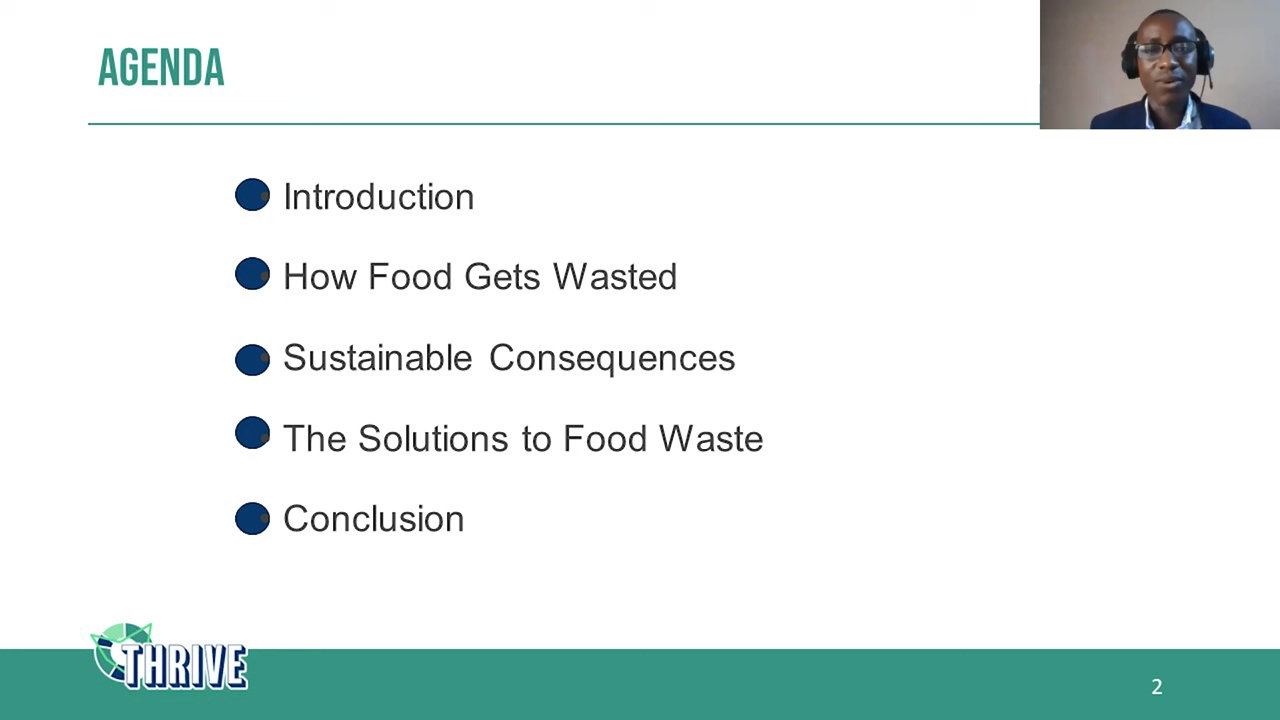 AGENDA
Introduction
How Food Gets Wasted
Sustainable Consequences
The Solutions to Food Waste
Conclusion
THRIVE
2